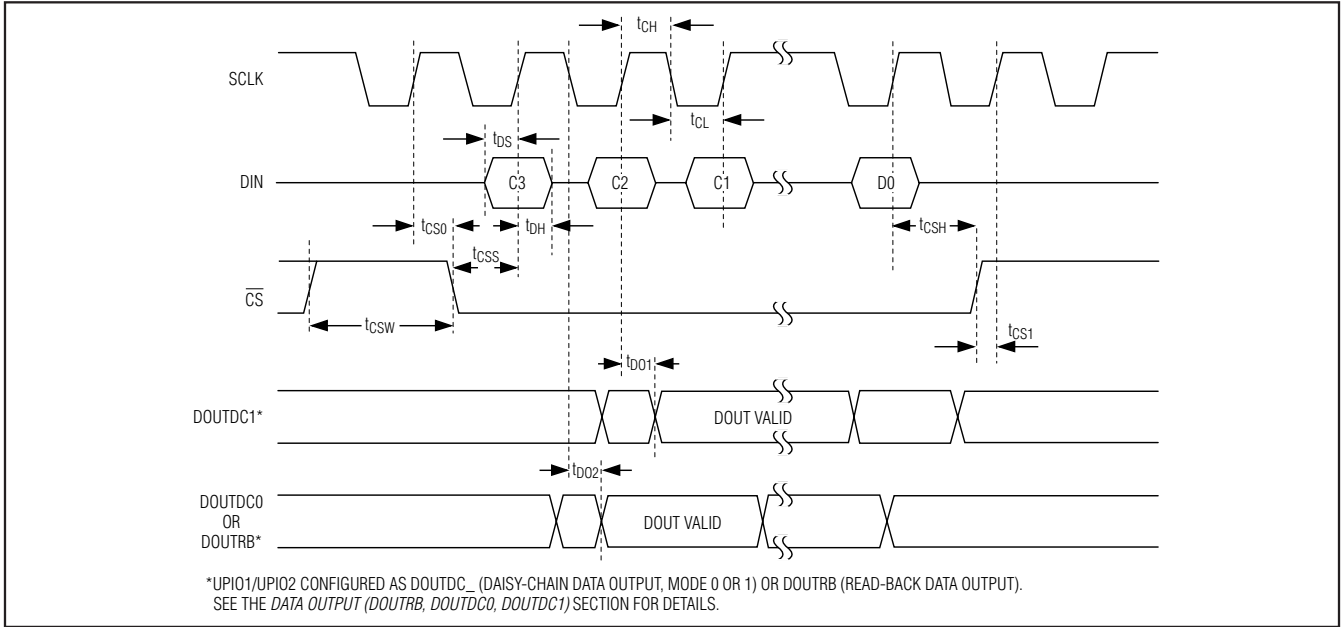 tCH
SCLK
tCL
tDS
DIN
C3
C2
C1
D0
tCS0
tDH
tCSH
tCSS
CS
tCSW
tCS1
tDO1
DOUTDC1*
DOUT VALID
tDO2
DOUTDC0
OR
DOUTRB*
DOUT VALID
*UPIO1/UPIO2 CONFIGURED AS DOUTDC_ (DAISY-CHAIN DATA OUTPUT, MODE 0 OR 1) OR DOUTRB (READ-BACK DATA OUTPUT).
SEE THE DATA OUTPUT (DOUTRB, DOUTDC0, DOUTDC1) SECTION FOR DETAILS.